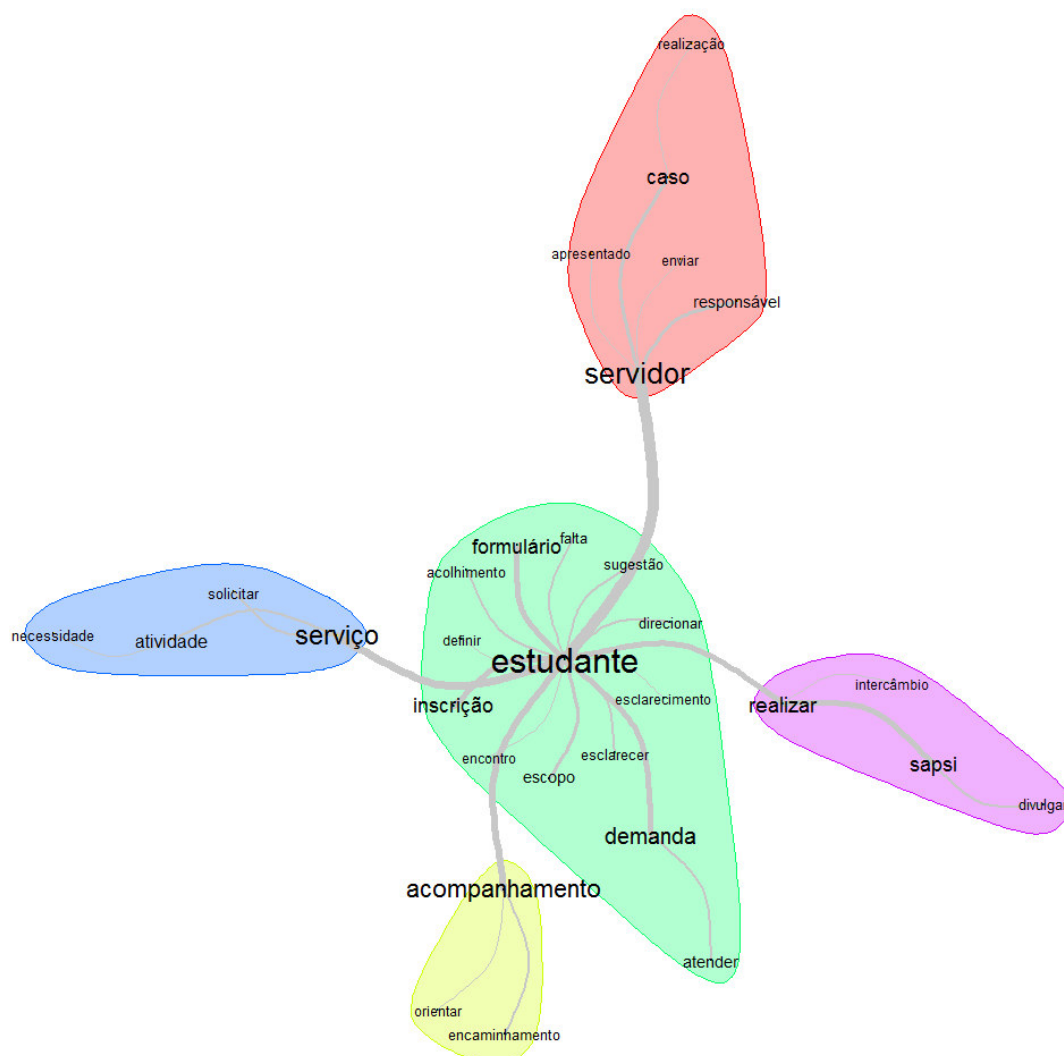 realização
caso
apresentado
enviar
responsável
servidor
formulário
falta
acolhimento
sugestão
solicitar
direcionar
necessidade
atividade
serviço
definir
estudante
intercâmbio
inscrição
esclarecimento
realizar
encontro
esclarecer
sapsi
escopo
divulgar
demanda
acompanhamento
atender
orientar
encaminhamento